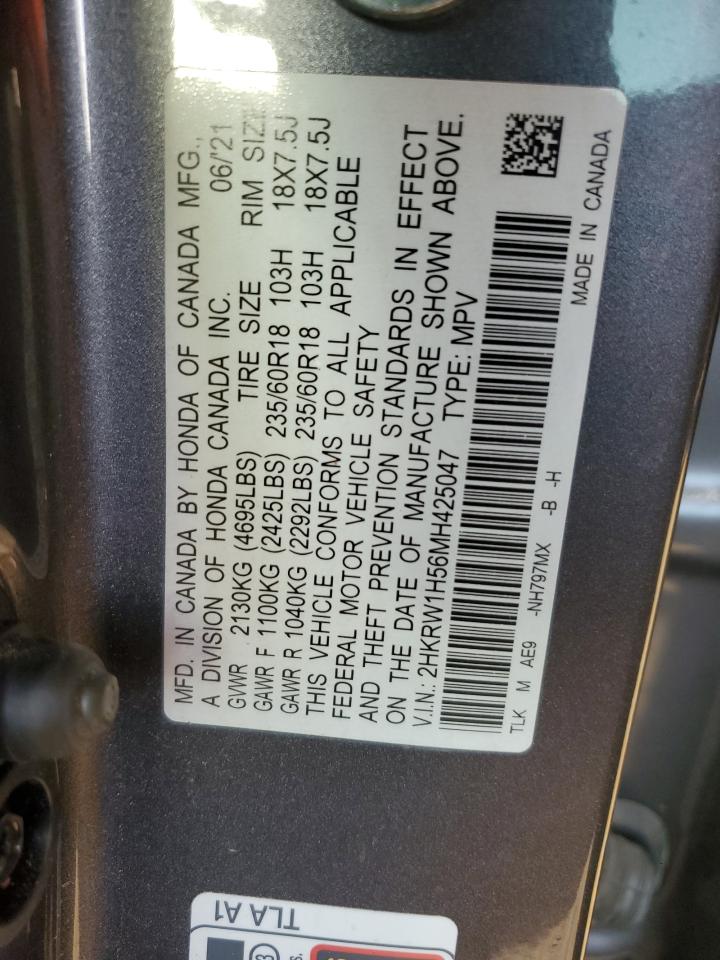 MFD. IN CANADA BY HONDA OF CANADA MFG.,
A DIVISION OF HONDA CANADA INC. 06/'21
GVWR 2130KG (4695LBS) TIRE SIZE RIM SIZE
GAWR F 1100KG (2425LBS) 235/60R18 103H 18X7.5J
GAWR R 1040KG (2292LBS) 235/60R18 103H 18X7.5J
THIS VEHICLE CONFORMS TO ALL APPLICABLE
FEDERAL MOTOR VEHICLE SAFETY
AND THEFT PREVENTION STANDARDS IN EFFECT
ON THE DATE OF MANUFACTURE SHOWN ABOVE.
V.I.N.: 2HKRW1H56MH425047 TYPE: MPV
TLK M AE9 -NH797MX -B -H MADE IN CANADA
TLA A1